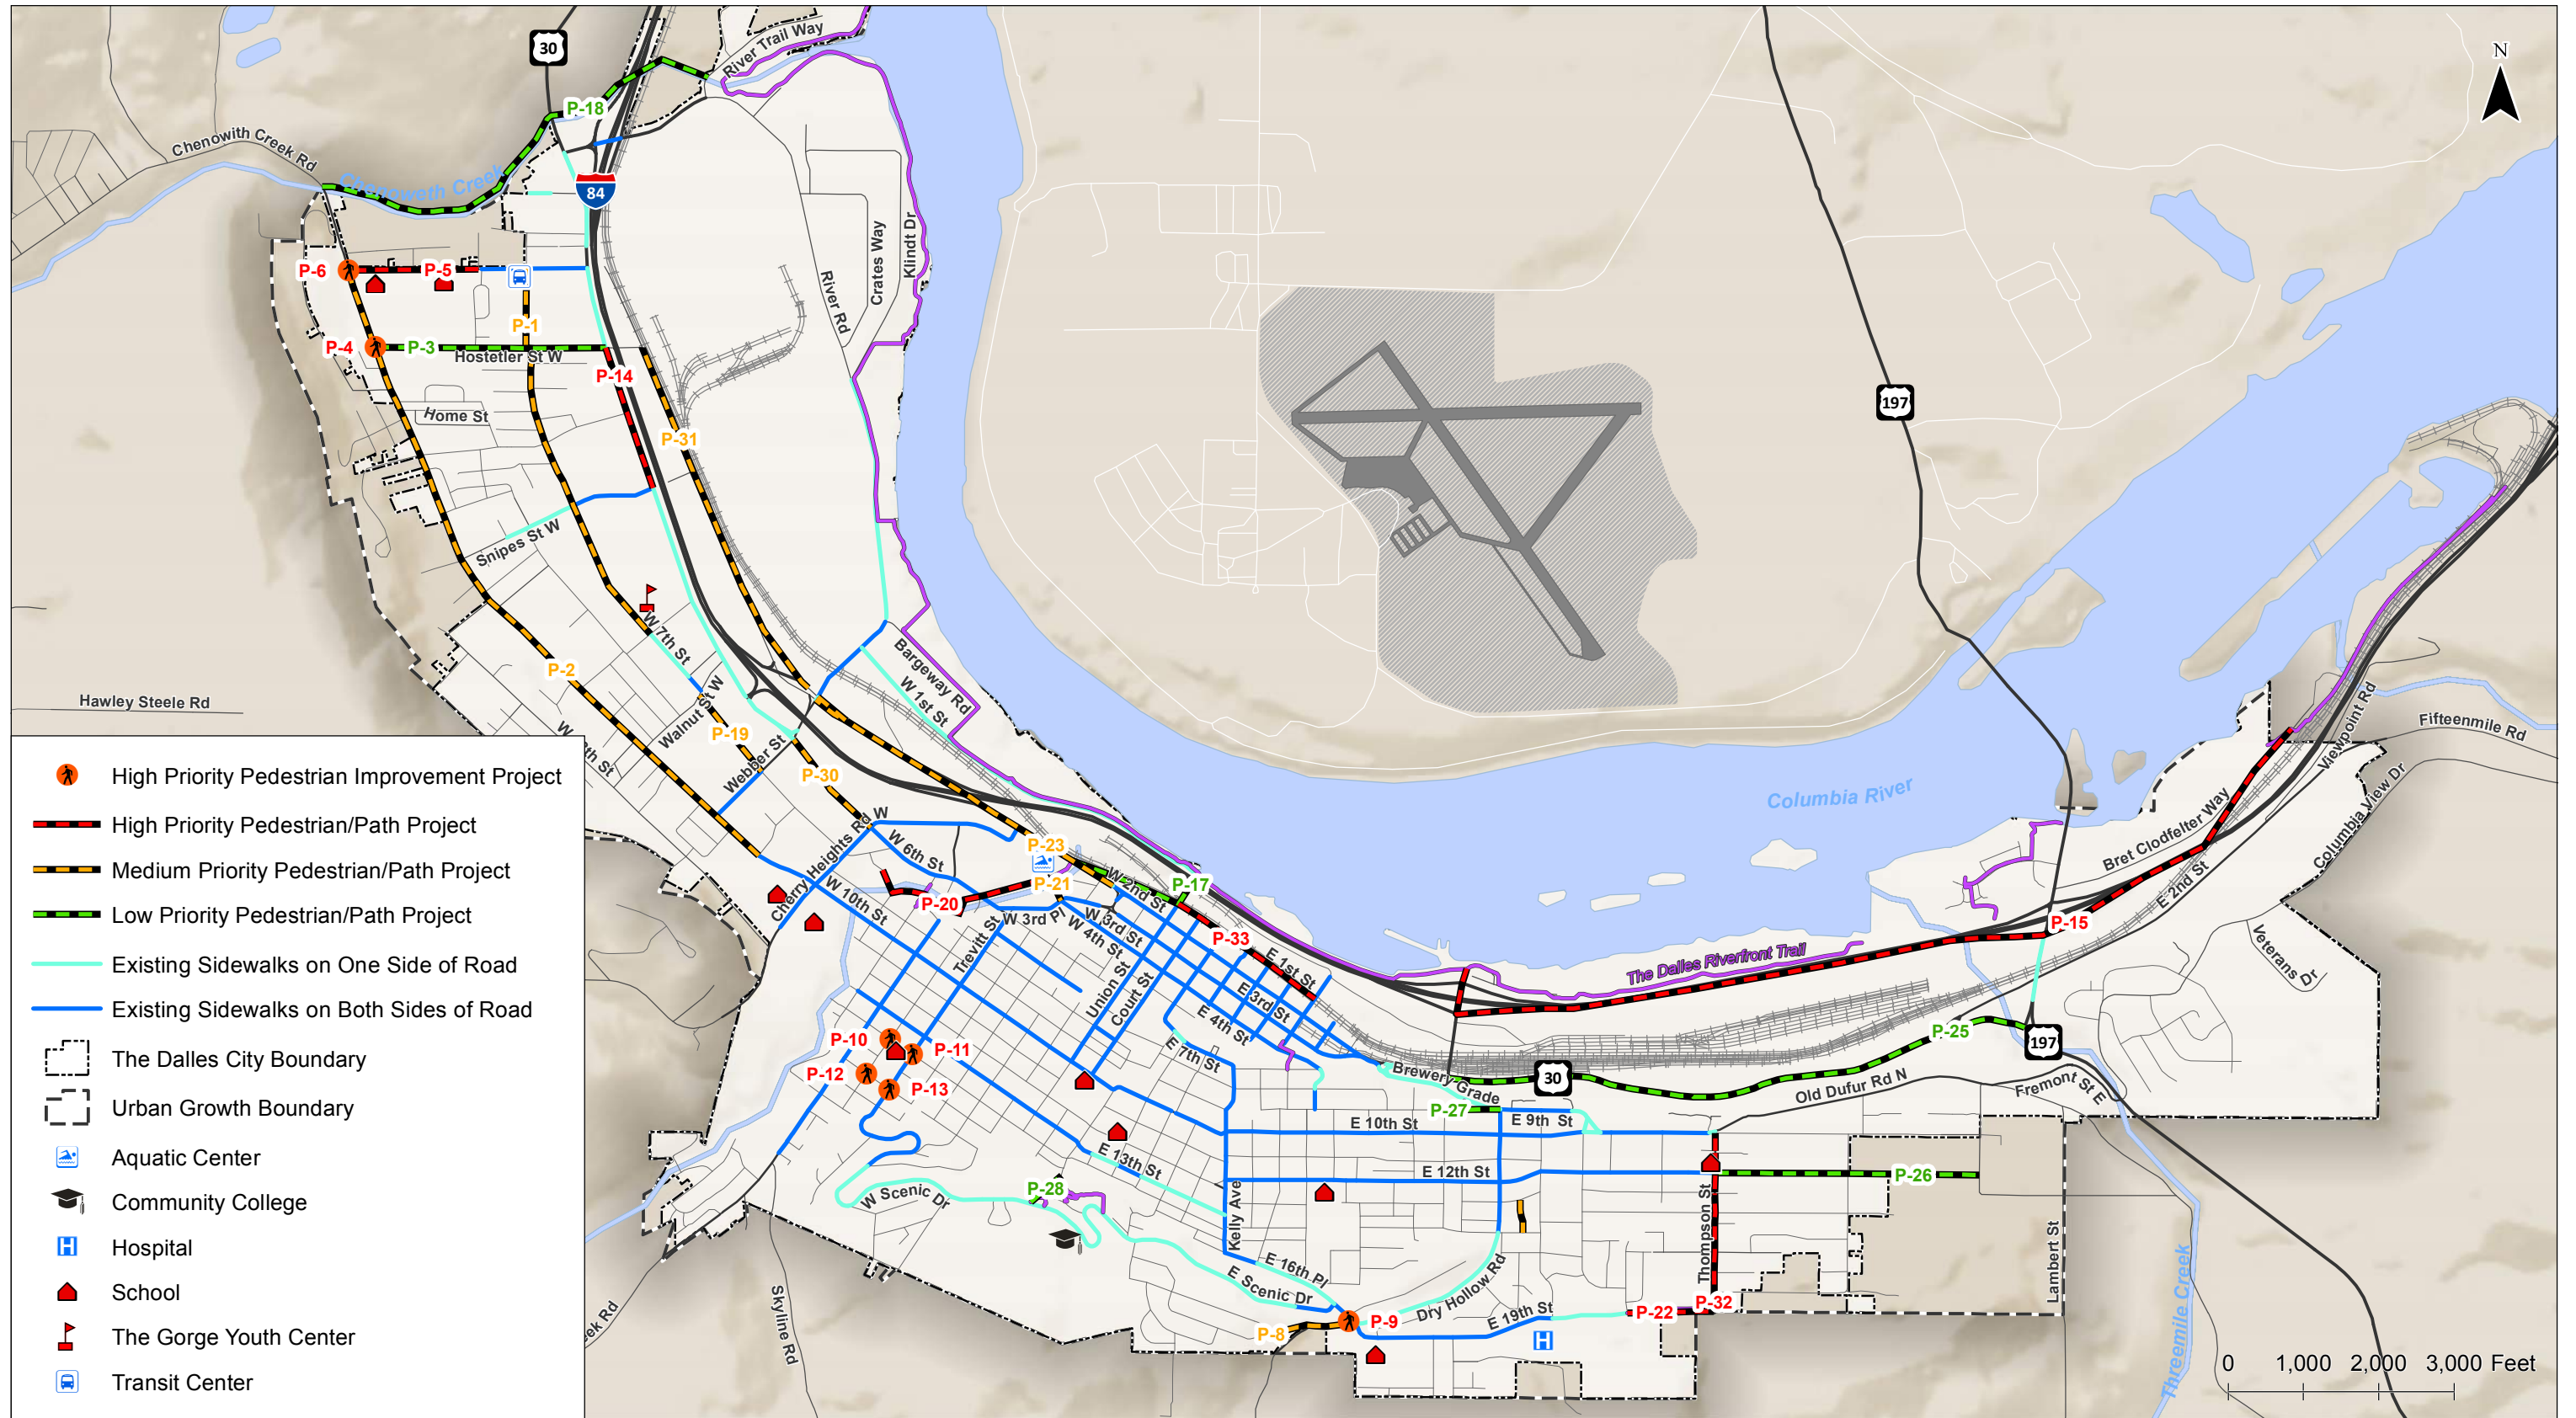 N
30
River Trail Way
P-18
Chenowith Creek Rd
Chenoweth Creek
84
Crates Way
Klindt Dr
River Rd
P-6
P-5
P-1
P-4
P-3
Hostetler St W
P-14
Home St
P-31
197
Snipes St W
W 7th St
P-2
Bargeway Rd
W 1st St
Walnut St W
P-19
Hawley Steele Rd
Webber St
P-30
Viewpoint Rd
Fifteenmile Rd
Columbia View Dr
Columbia River
Bret Clodfelter Way
E 2nd St
Cherry Heights Rd W
W 6th St
P-23
P-21
P-17
W 2nd St
W 10th St
P-20
W 3rd Pl
W 3rd St
W 4th St
P-33
Trevitt St
E 1st St
P-15
The Dalles Riverfront Trail
Veterans Dr
Union St
Court St
E 3rd St
E 4th St
P-10
P-11
P-12
P-13
E 7th St
P-25
197
Brewery Grade
30
Old Dufur Rd N
Fremont St E
P-27
E 10th St
E 9th St
E 13th St
E 12th St
P-26
P-28
W Scenic Dr
Kelly Ave
Thompson St
Lambert St
E 16th Pl
E Scenic Dr
Dry Hollow Rd
E 19th St
P-8
P-9
P-22
P-32
Skyline Rd
Threemile Creek
High Priority Pedestrian Improvement Project
High Priority Pedestrian/Path Project
Medium Priority Pedestrian/Path Project
Low Priority Pedestrian/Path Project
Existing Sidewalks on One Side of Road
Existing Sidewalks on Both Sides of Road
The Dalles City Boundary
Urban Growth Boundary
Aquatic Center
Community College
H Hospital
School
The Gorge Youth Center
Transit Center
H
0 1,000 2,000 3,000 Feet